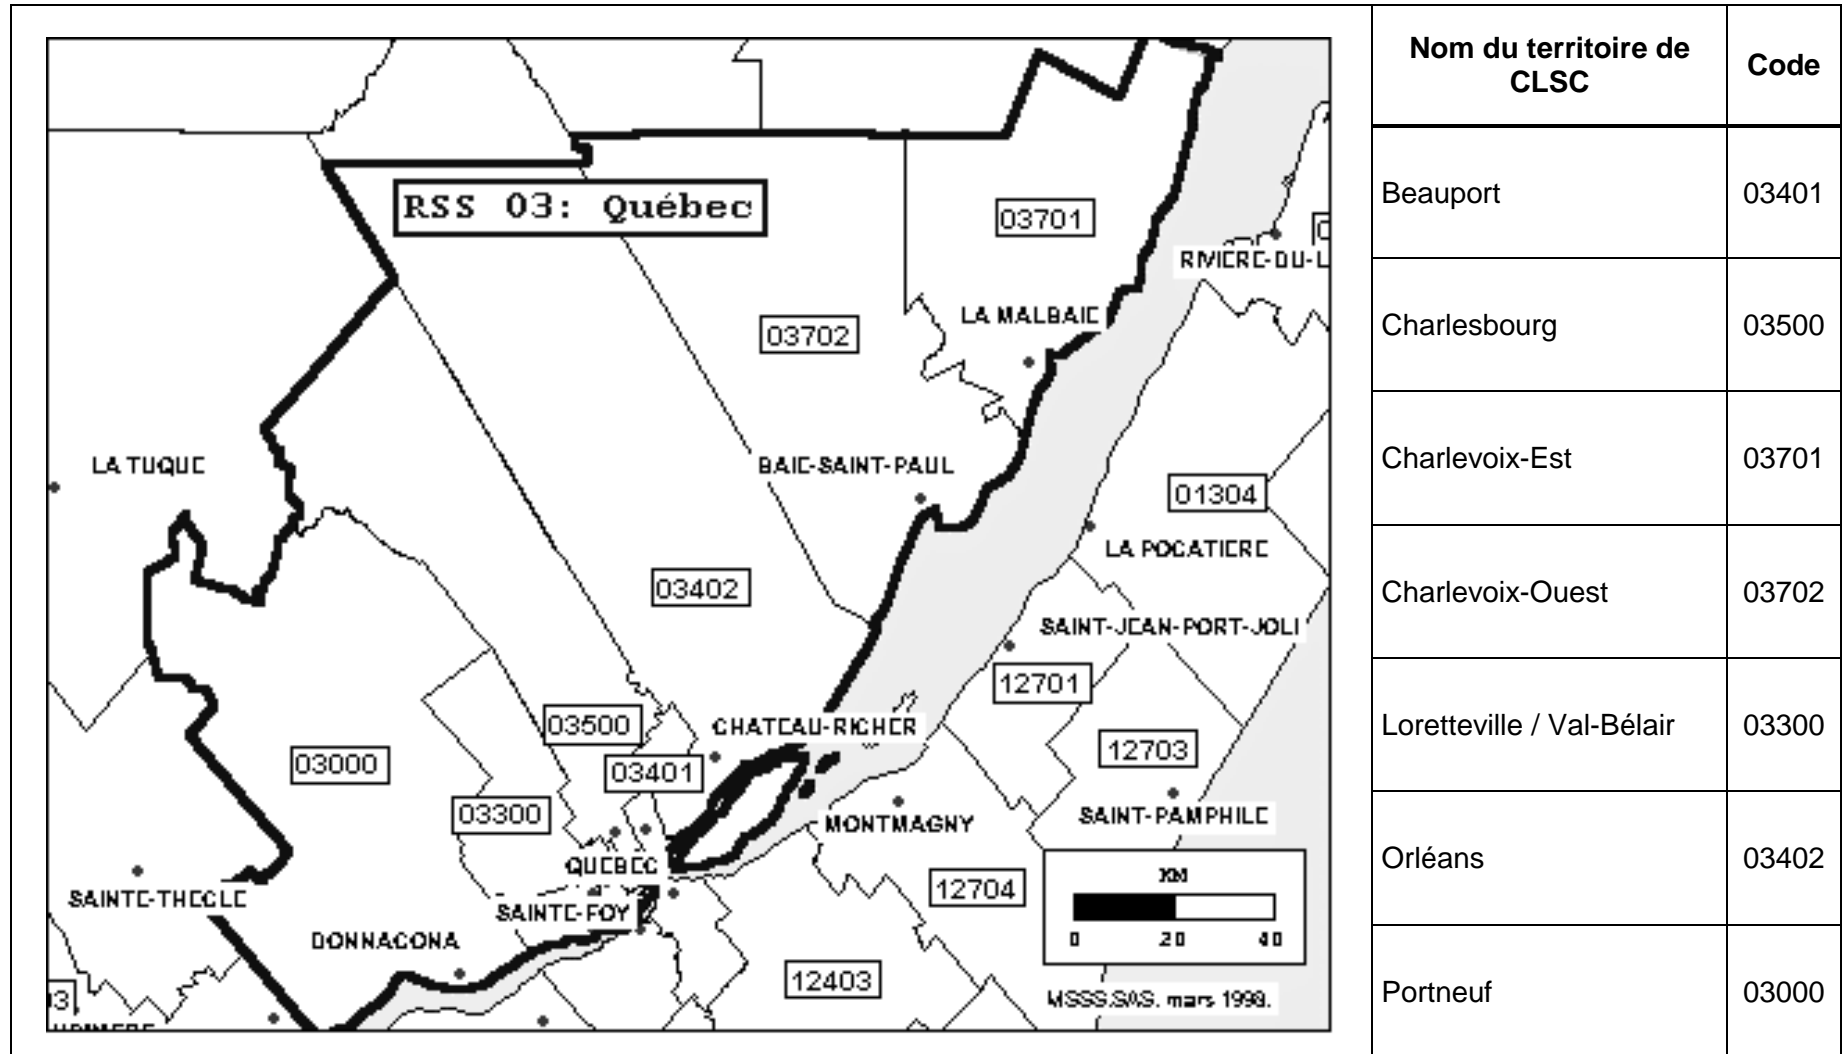 RSS 03: Québec
03701
RIVIERE-DU-L
LA MALBAIE
03702
LA TUQUE
BAIE-SAINT-PAUL
01304
LA POCATIERE
03402
SAINT-JEAN-PORT-JOLI
12701
03500
CHATEAU-RICHER
12703
03000
03401
03300
SAINT-PAMPHILE
MONTMAGNY
QUEBEC
KM
0 20 40
12704
SAINTE-THECLE
SAINTE-FOY
DONNACONA
12403
MSSS.SAS. mars 1998.
Nom du territoire de
CLSC
Code
Beauport 03401
Charlesbourg 03500
Charlevoix-Est 03701
Charlevoix-Ouest 03702
Loretteville / Val-Bélair 03300
Orléans 03402
Portneuf 03000